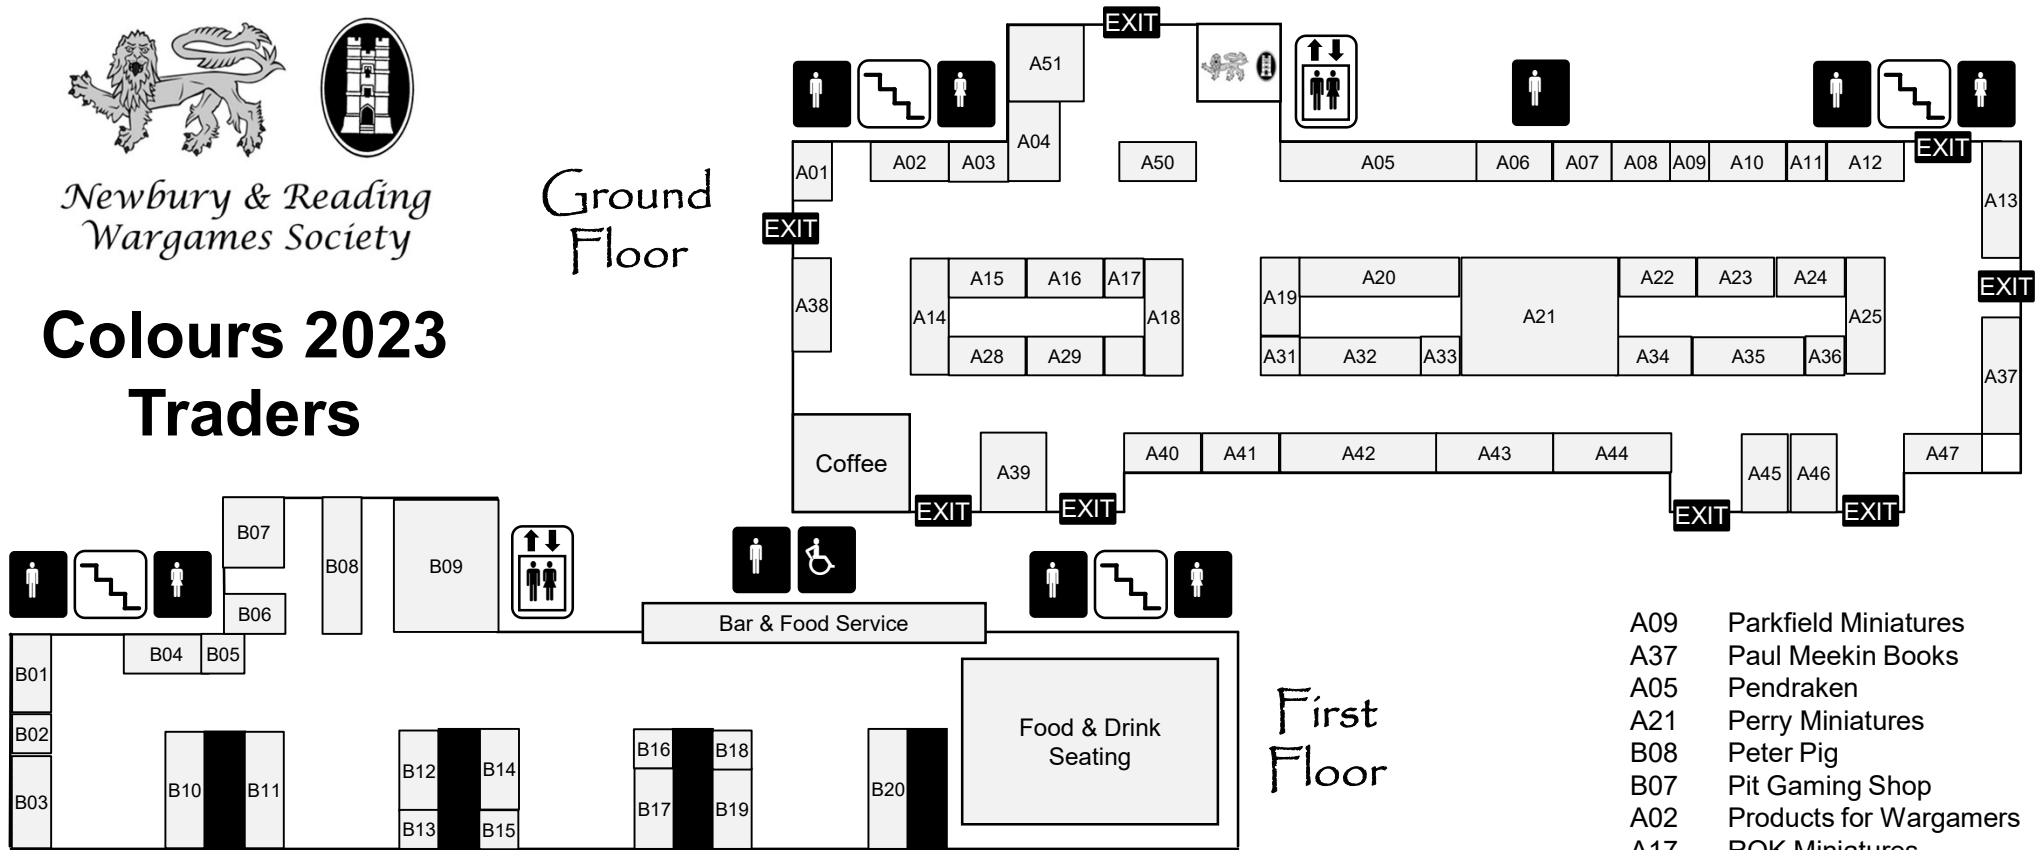 Newbury & Reading
Wargames Society
Colours 2023
Traders
Ground
Floor
EXIT
A51
A04
A01
A02
A03
A50
A05
A06
A07
A08
A09
A10
A11
A12
EXIT
A13
EXIT
A38
A14
A15
A16
A17
A18
A28
A29
A19
A20
A21
A22
A23
A24
A25
A31
A32
A33
A34
A35
A36
EXIT
A37
Coffee
A39
A40
A41
A42
A43
A44
A45
A46
A47
EXIT
EXIT
EXIT
EXIT
B07
B08
B09
B06
Bar & Food Service
B01
B04
B05
B02
B03
B10
B11
B12
B14
B13
B15
B16
B18
B17
B19
B20
Food & Drink
Seating
First
Floor
A09 Parkfield Miniatures
A37 Paul Meekin Books
A05 Pendraken
A21 Perry Miniatures
B08 Peter Pig
B07 Pit Gaming Shop
A02 Products for Wargamers
A17 ROK Miniatures